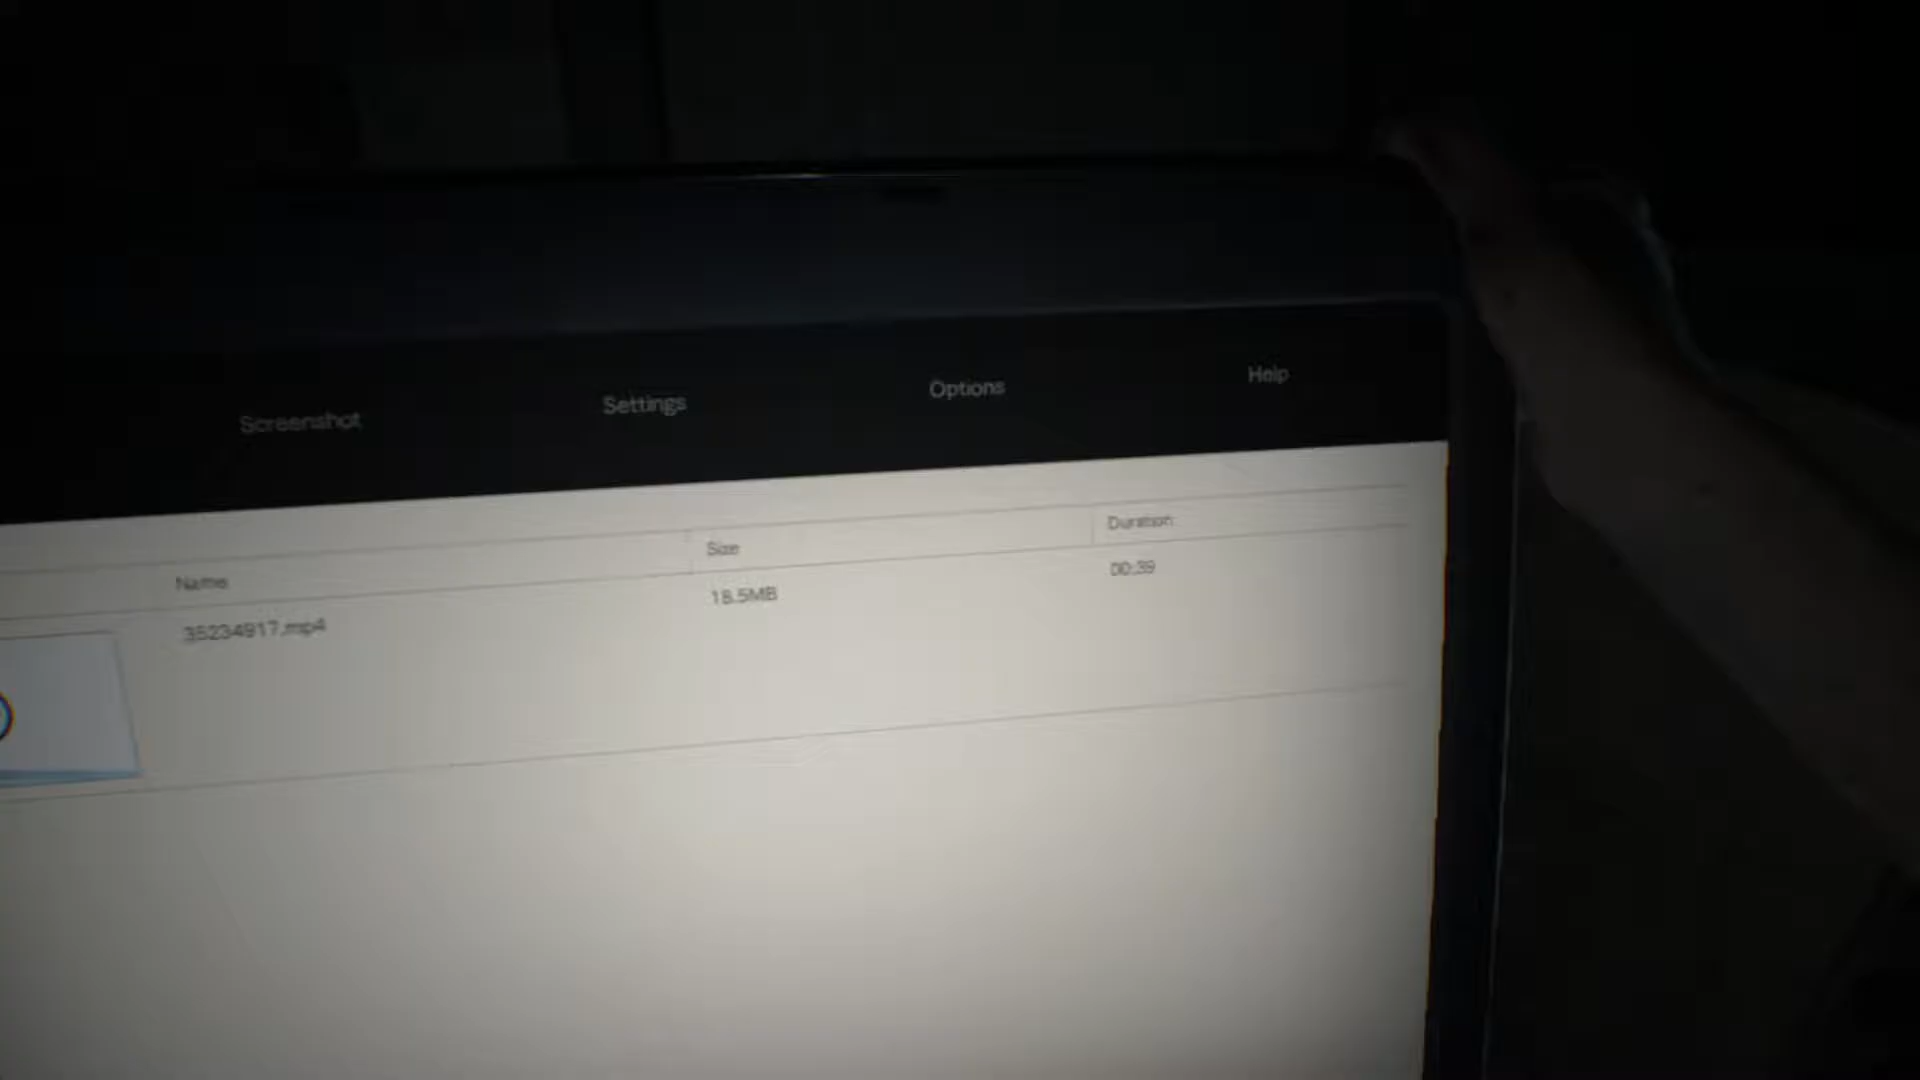 Screenshot Settings Options Help
Name Size Duration
35234917.mp4 18.5MB 00:39